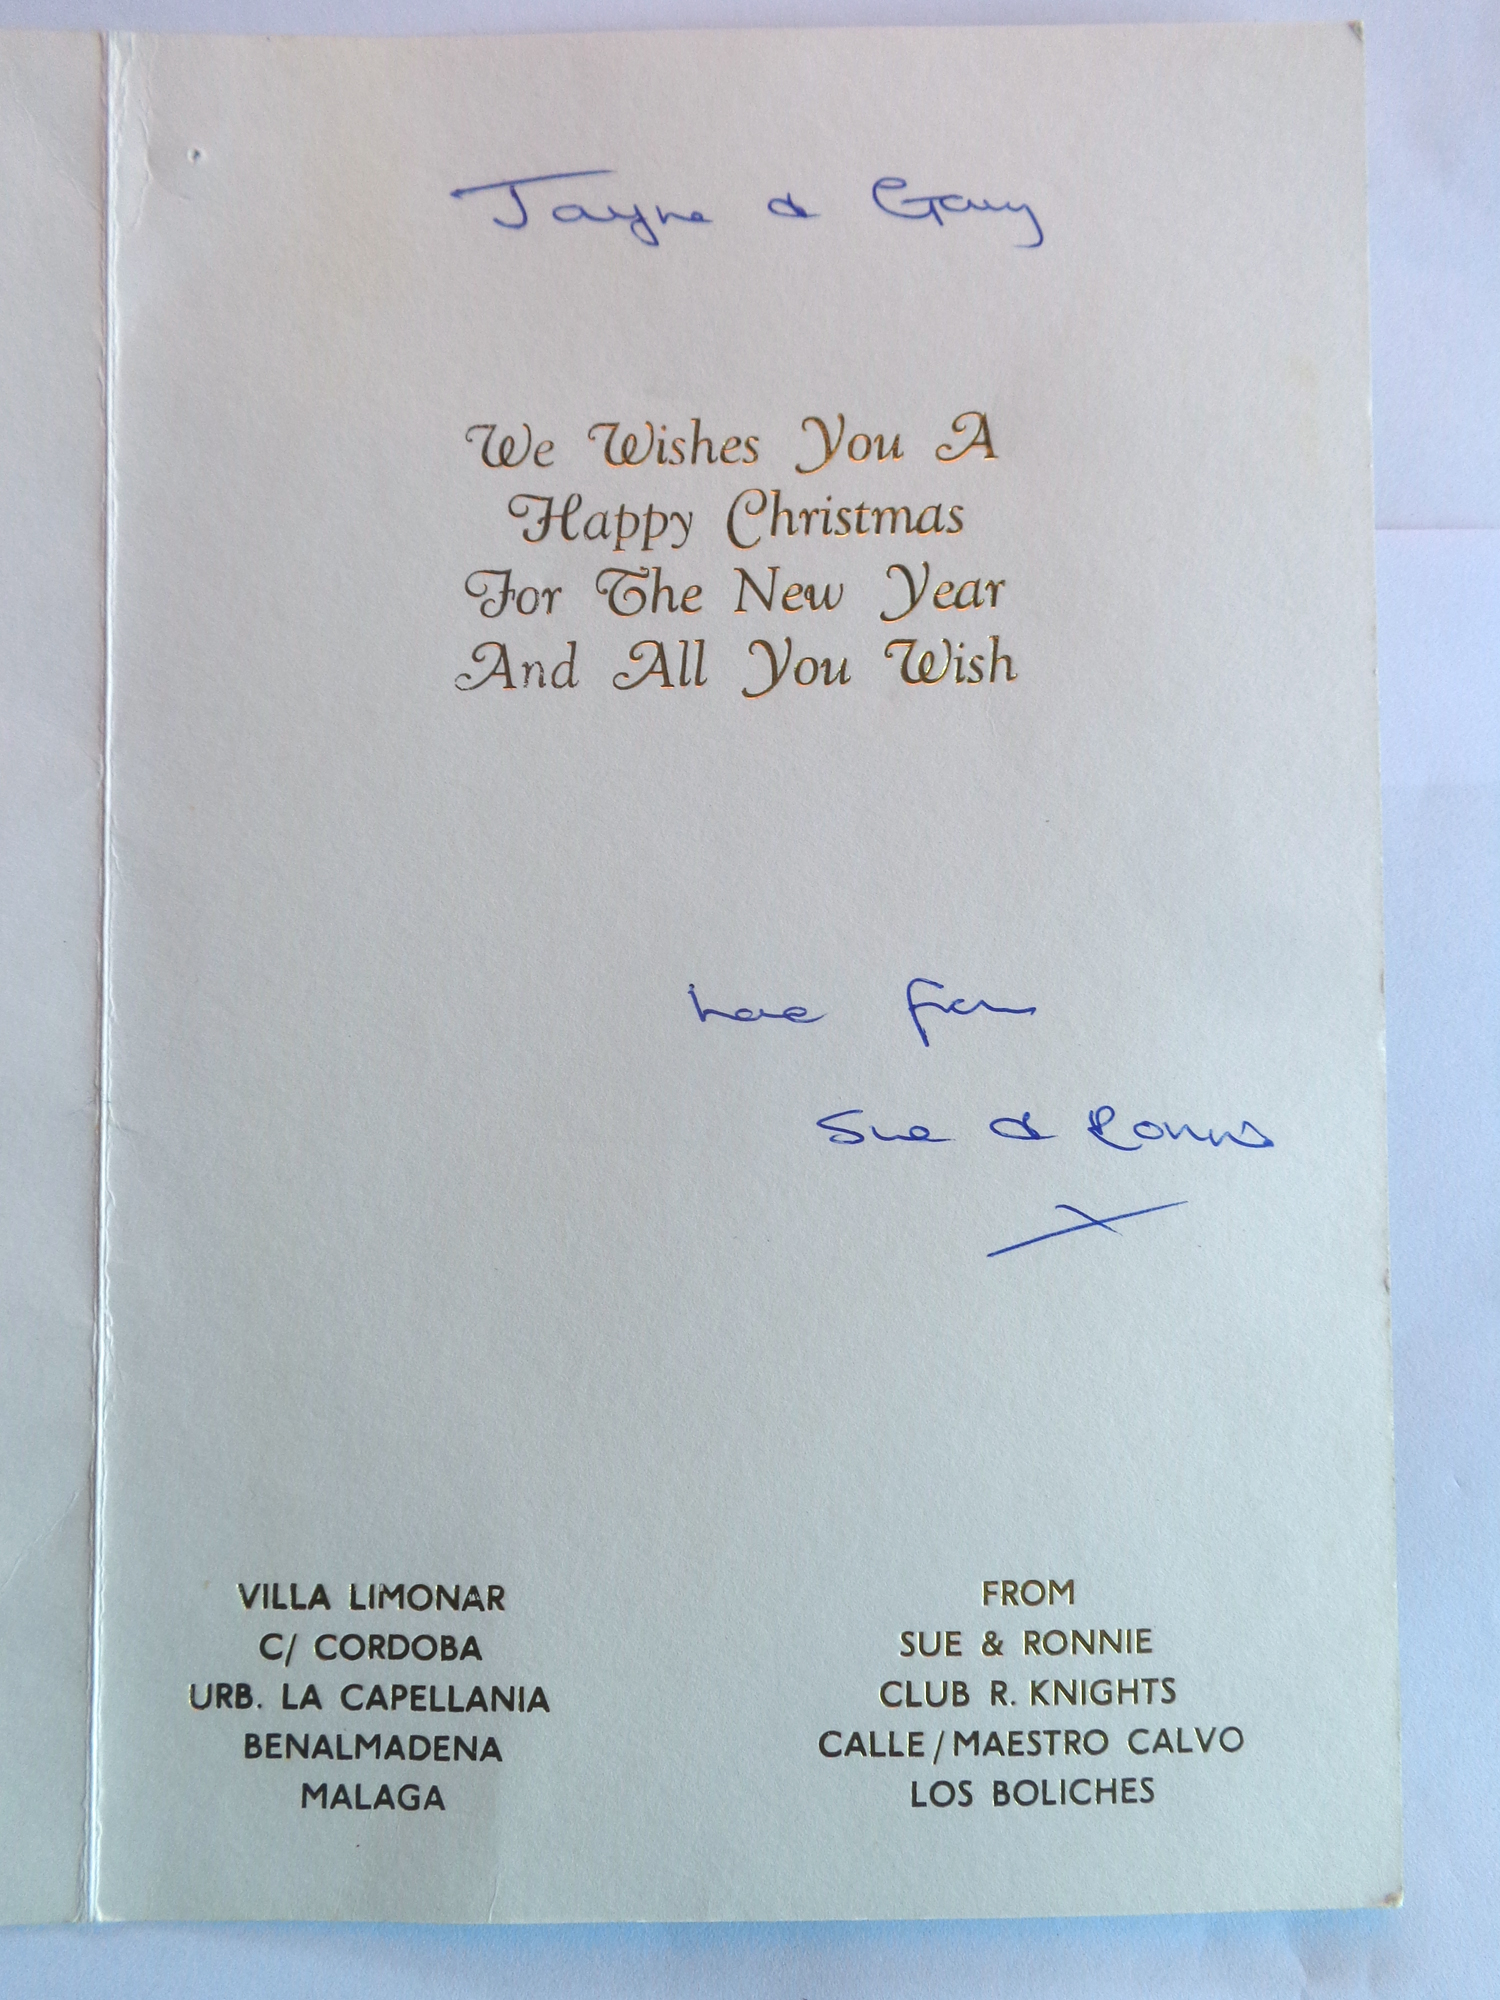 Jayne & Gary
We Wishes You A
Happy Christmas
For The New Year
And All You Wish
Love from
Sue & Ronnie
X
VILLA LIMONAR
C/ CORDOBA
URB. LA CAPELLANIA
BENALMADENA
MALAGA
FROM
SUE & RONNIE
CLUB R. KNIGHTS
CALLE/MAESTRO CALVO
LOS BOLICHES